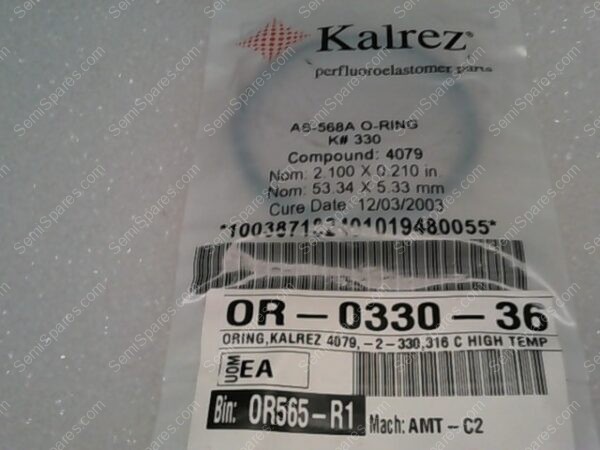 Kalrez®
perfluoroelastomer parts
AS-568A O-RING
K# 330
Compound: 4079
Nom: 2.100 X 0.210 in
Nom: 53.34 X 5.33 mm
Cure Date: 12/03/2003
OR-0330-36
ORING,KALREZ 4079,-2-330,316 C HIGH TEMP
UOM EA
Bin: OR565-R1 Mach: AMT-C2
SemiSpares.com